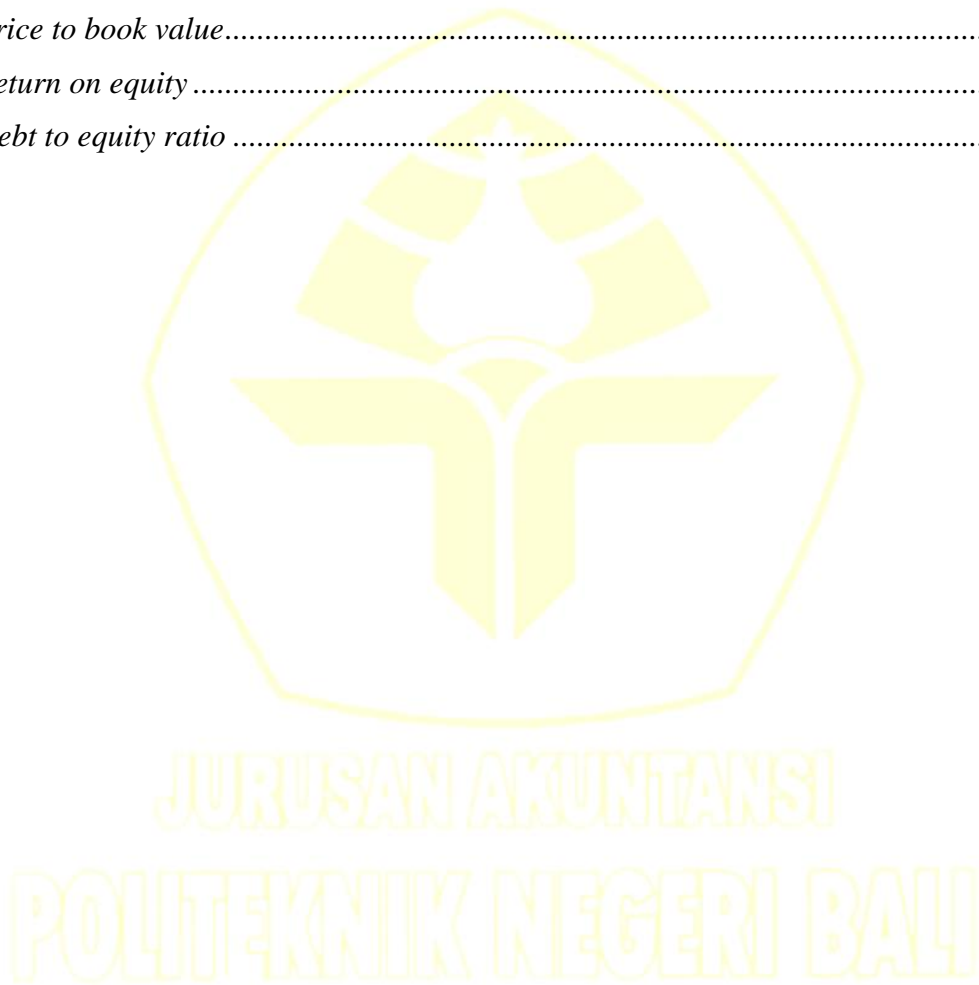 rice to book value..........................................................................................................
eturn on equity ..............................................................................................................
ebt to equity ratio .........................................................................................................
JURUSAN AKUNTANSI
POLITEKNIK NEGERI BALI